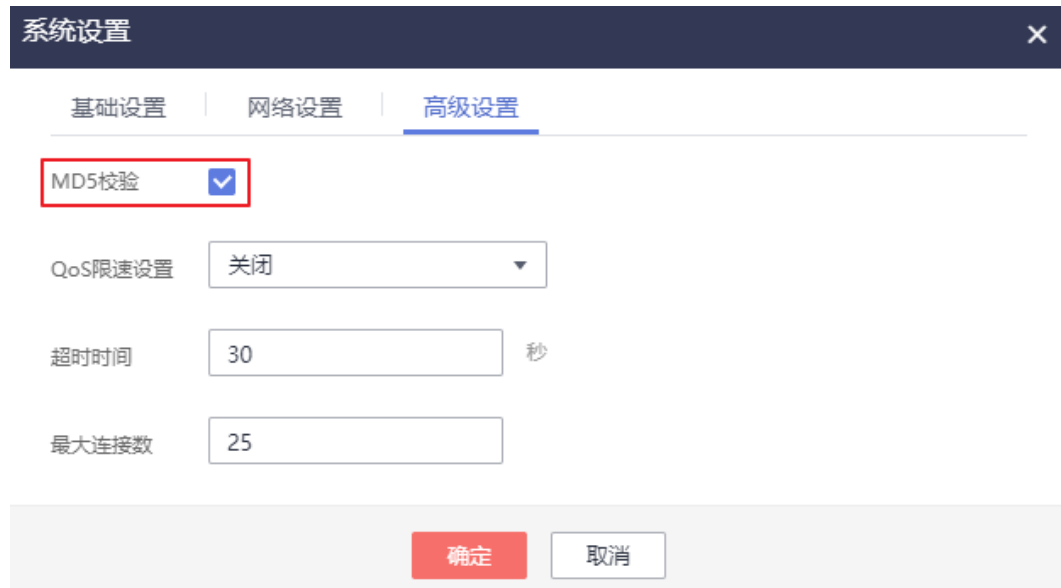 系统设置
基础设置 网络设置 高级设置
MD5校验
QoS限速设置 关闭
超时时间 30 秒
最大连接数 25
确定 取消